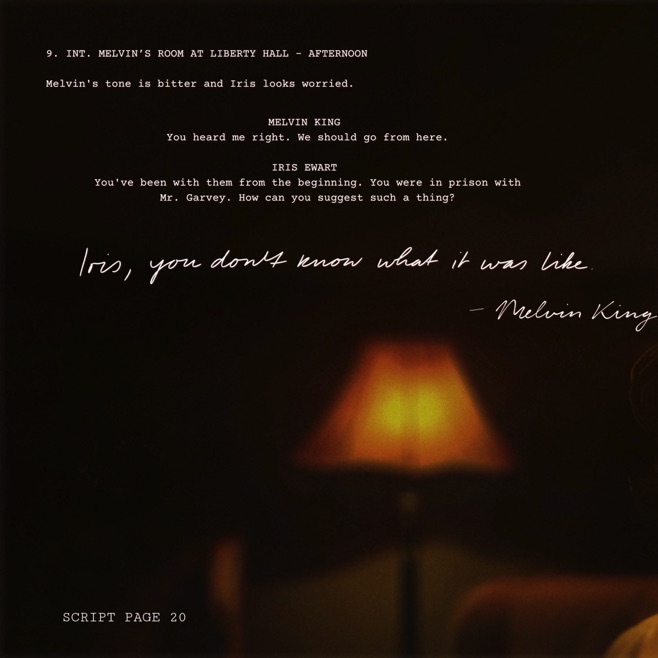 9. INT. MELVIN’S ROOM AT LIBERTY HALL – AFTERNOON
Melvin's tone is bitter and Iris looks worried.
MELVIN KING
You heard me right. We should go from here.
IRIS EWART
You've been with them from the beginning. You were in prison with
Mr. Garvey. How can you suggest such a thing?
Iris, you don't know what it was like.
– Melvin King
SCRIPT PAGE 20